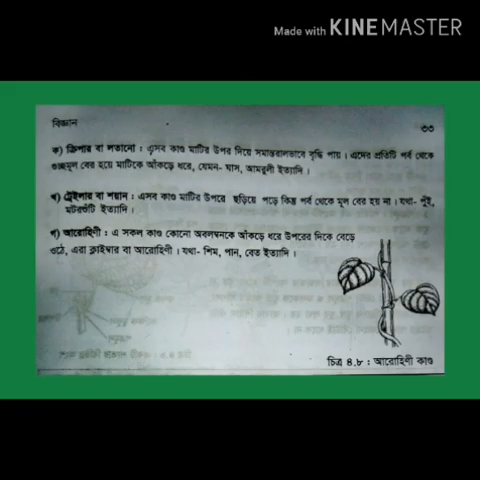 Made with KINEMASTER
বিজ্ঞান
৩৩
ক) ক্রিপার বা লতানো : এসব কাণ্ড মাটির উপর দিয়ে সমান্তরালভাবে বৃদ্ধি পায়। এদের প্রতিটি পর্ব থেকে
গুচ্ছমূল বের হয়ে মাটিকে আঁকড়ে ধরে, যেমন- ঘাস, আমরুলী ইত্যাদি।
খ) ট্রেইলার বা শয়ান : এসব কাণ্ড মাটির উপরে ছড়িয়ে পড়ে কিন্তু পর্ব থেকে মূল বের হয় না। যথা- পুঁই,
মটরশুঁটি ইত্যাদি।
গ) আরোহিণী : এ সকল কাণ্ড কোনো অবলম্বনকে আঁকড়ে ধরে উপরের দিকে বেড়ে
ওঠে, এরা ক্লাইম্বার বা আরোহিণী। যথা- শিম, পান, বেত ইত্যাদি।
চিত্র ৪.৮ : আরোহিণী কাণ্ড